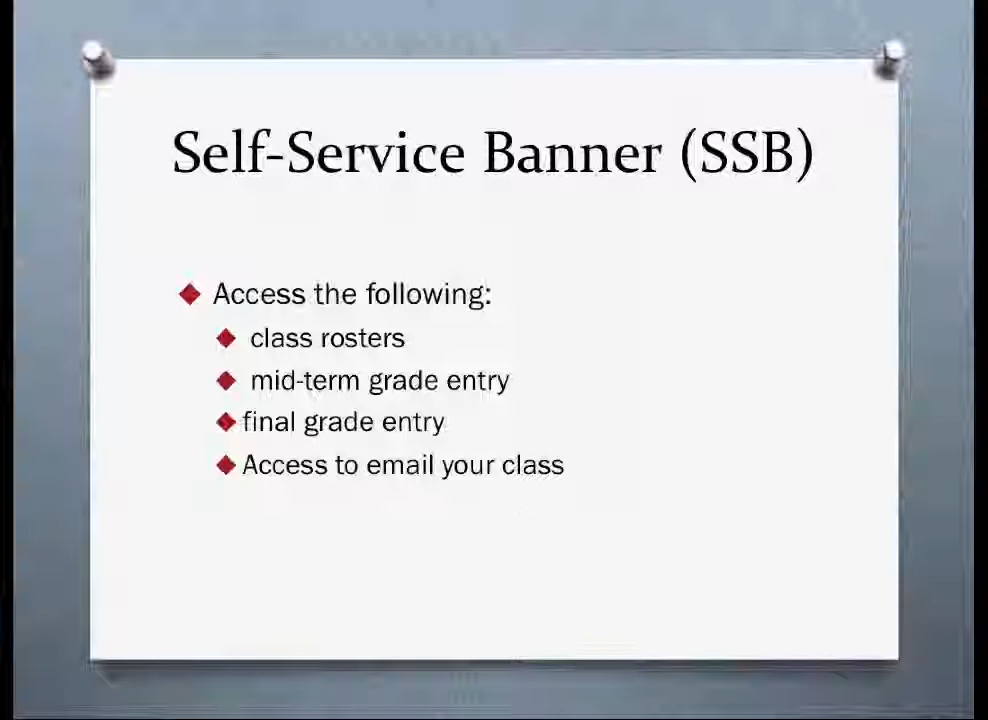 Self-Service Banner (SSB)
Access the following:
class rosters
mid-term grade entry
final grade entry
Access to email your class